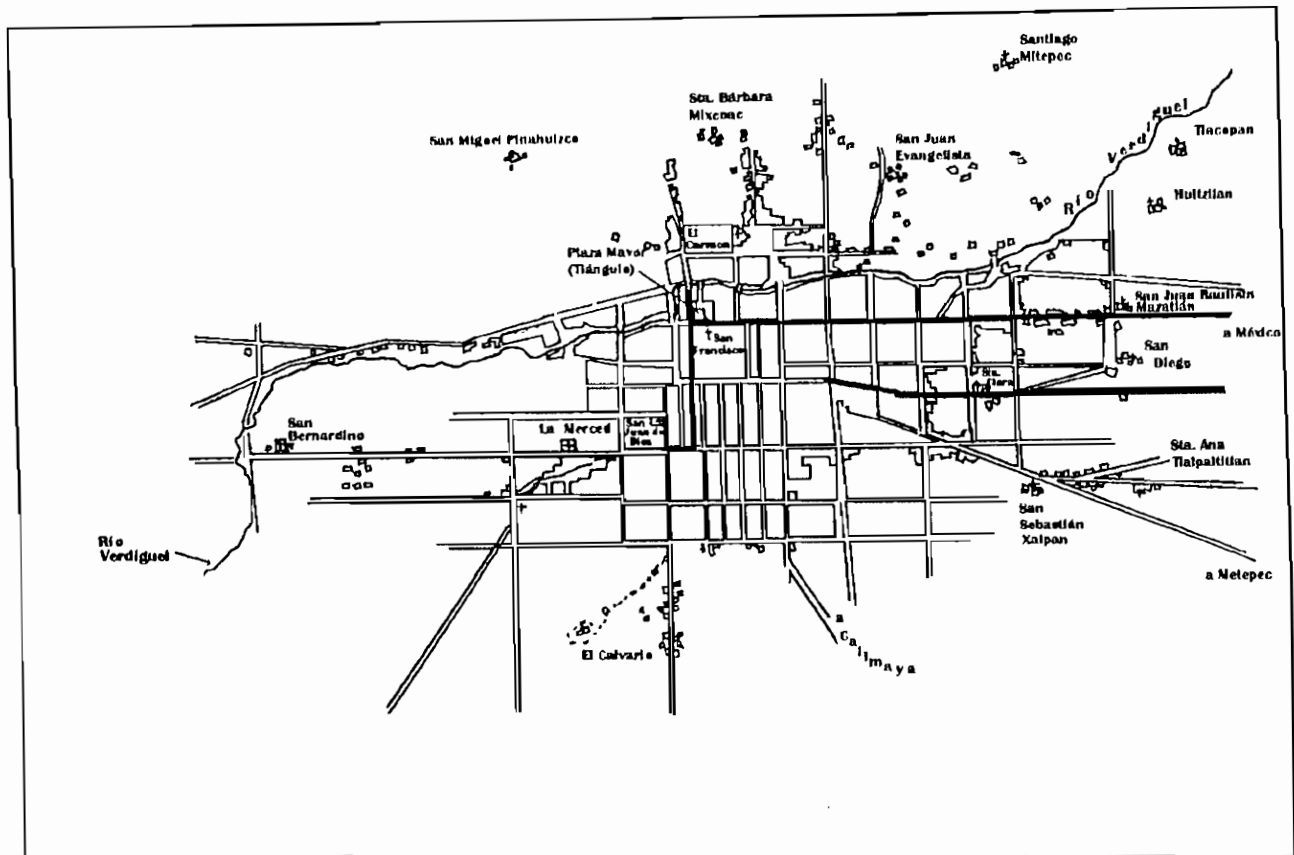 Santiago
Mitepec
Sta. Bárbara
Mixcoac
San Miguel Pinahuizco
San Juan
Evangelista
Río Verdiguel
Tlacopan
Huitzilan
El
Carmen
Plaza Mayor
(Tiánguis)
San Juan Bautista
Mazatlán
a México
San
Francisco
San
Diego
Sta.
Clara
San
Bernardino
La Merced
San
Juan de
Dios
Sta. Ana
Tlalpaltitlan
San
Sebastián
Xalpan
Río
Verdiguel
a Metepec
El Calvario
a Calimaya